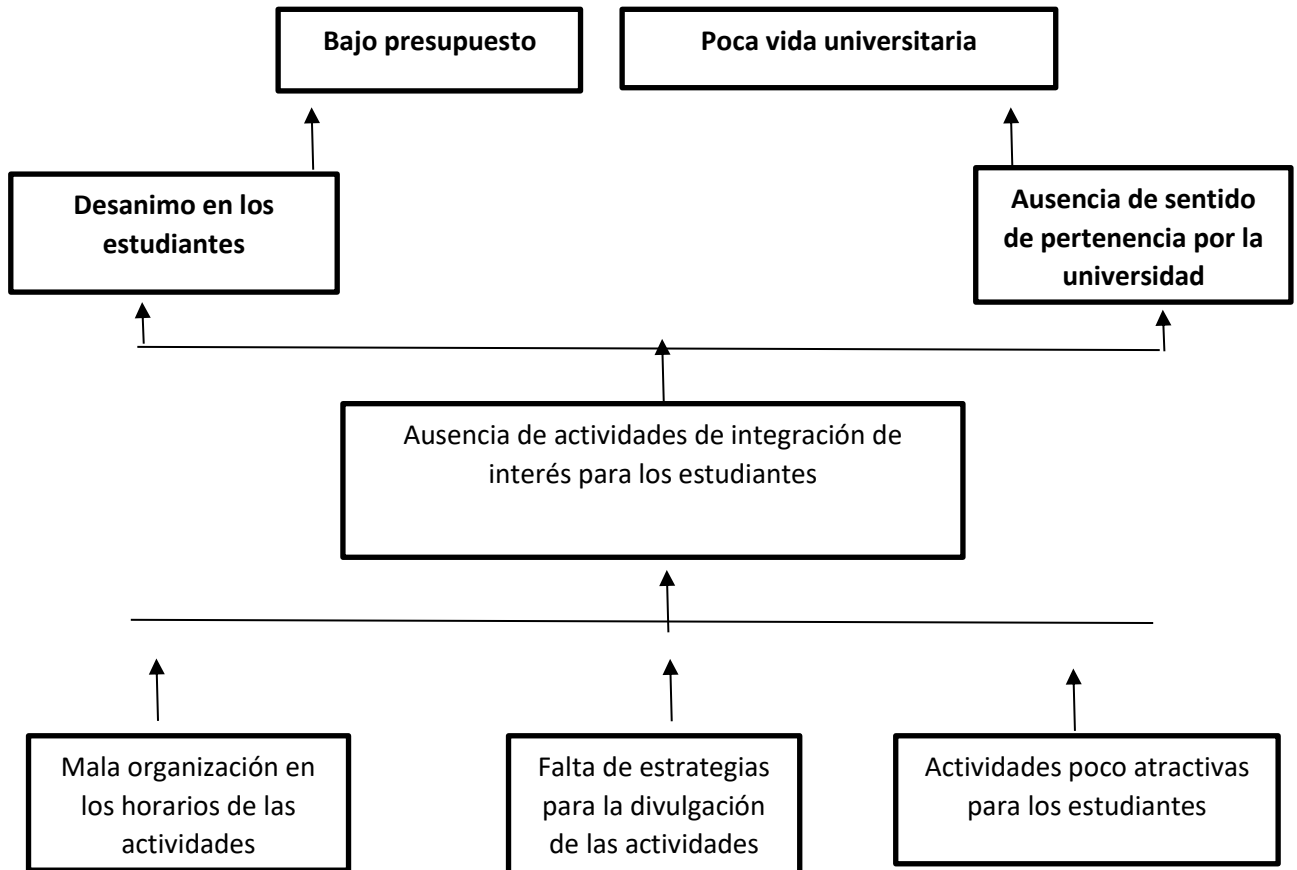 Bajo presupuesto
Poca vida universitaria
Desanimo en los
estudiantes
Ausencia de sentido
de pertenencia por la
universidad
Ausencia de actividades de integración de
interés para los estudiantes
Mala organización en
los horarios de las
actividades
Falta de estrategias
para la divulgación
de las actividades
Actividades poco atractivas
para los estudiantes